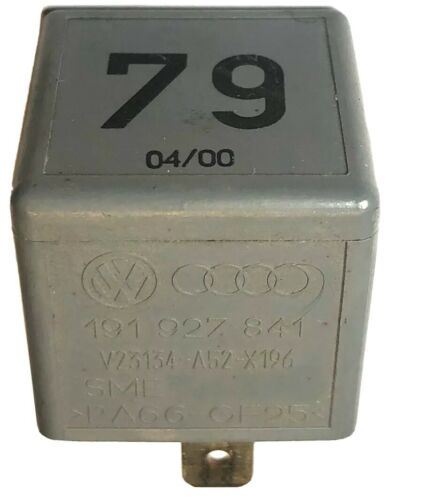 79
04/00
191 927 841
V23134-A52-X196
SME
>PA66-GF25<